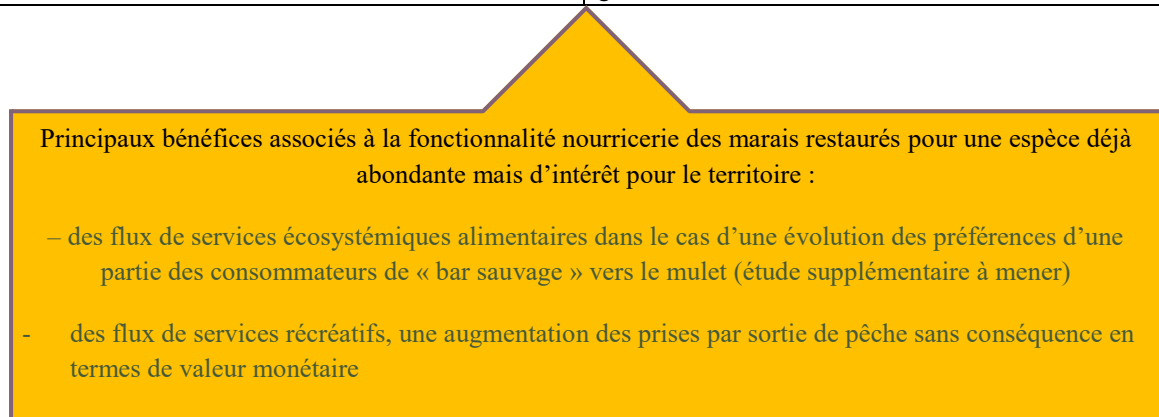 Principaux bénéfices associés à la fonctionnalité nourricerie des marais restaurés pour une espèce déjà
abondante mais d’intérêt pour le territoire :
– des flux de services écosystémiques alimentaires dans le cas d’une évolution des préférences d’une
partie des consommateurs de « bar sauvage » vers le mulet (étude supplémentaire à mener)
- des flux de services récréatifs, une augmentation des prises par sortie de pêche sans conséquence en
termes de valeur monétaire